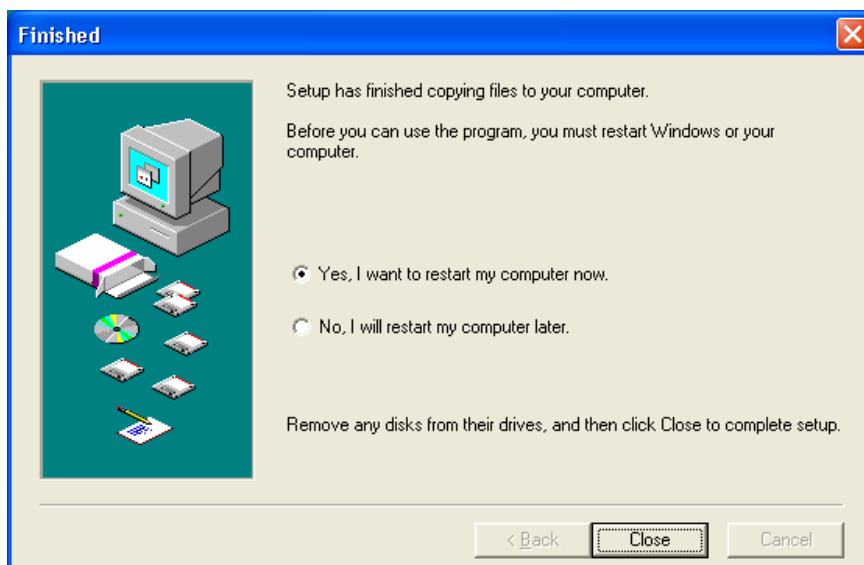 Finished
Setup has finished copying files to your computer.
Before you can use the program, you must restart Windows or your
computer.
Yes, I want to restart my computer now.
No, I will restart my computer later.
Remove any disks from their drives, and then click Close to complete setup.
< Back
Close
Cancel